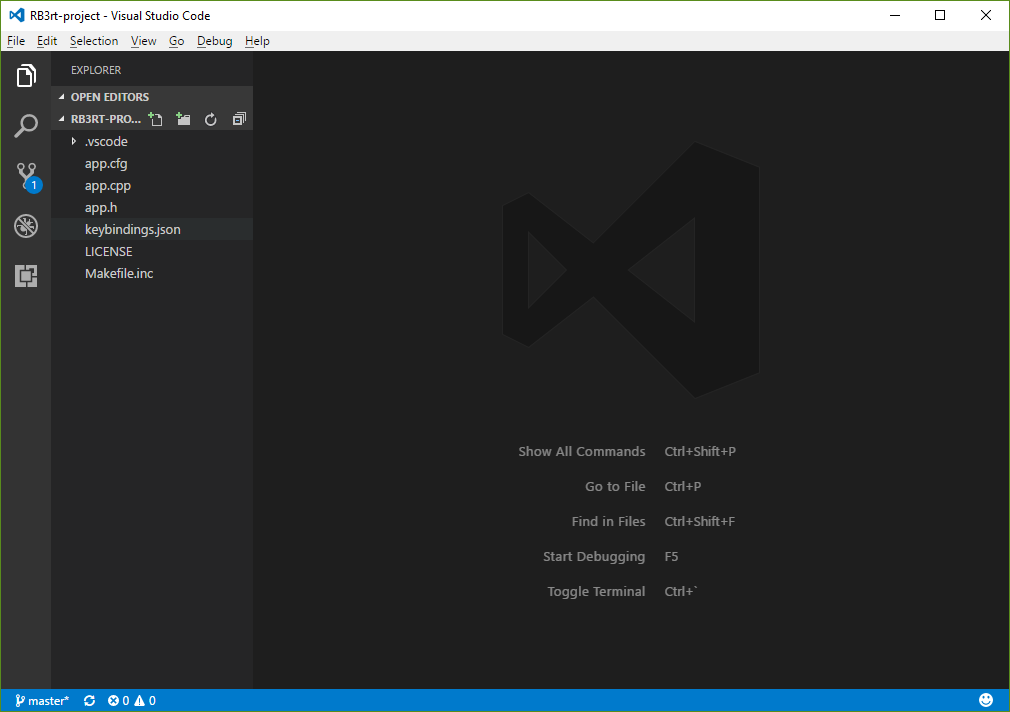 RB3rt-project - Visual Studio Code
File Edit Selection View Go Debug Help
EXPLORER
OPEN EDITORS
RB3RT-PRO...
.vscode
app.cfg
app.cpp
1
app.h
keybindings.json
LICENSE
Makefile.inc
Show All Commands Ctrl+Shift+P
Go to File Ctrl+P
Find in Files Ctrl+Shift+F
Start Debugging F5
Toggle Terminal Ctrl+`
master* 0 0